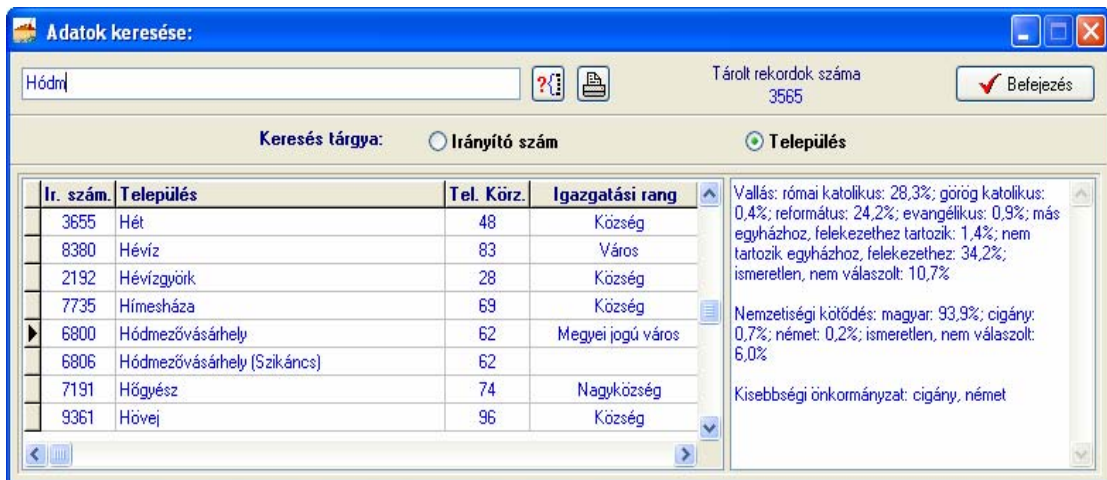 Adatok keresése:
Hódm
Tárolt rekordok száma
3565
Befejezés
Keresés tárgya: Irányító szám Település
Ir. szám. Település Tel. Körz. Igazgatási rang
3655 Hét 48 Község
8380 Hévíz 83 Város
2192 Hévízgyörk 28 Község
7735 Hímesháza 69 Község
6800 Hódmezővásárhely 62 Megyei jogú város
6806 Hódmezővásárhely (Szikáncs) 62
7191 Hőgyész 74 Nagyközség
9361 Hövej 96 Község
Vallás: római katolikus: 28,3%; görög katolikus:
0,4%; református: 24,2%; evangélikus: 0,9%; más
egyházhoz, felekezethez tartozik: 1,4%; nem
tartozik egyházhoz, felekezethez: 34,2%;
ismeretlen, nem válaszolt: 10,7%
Nemzetiségi kötődés: magyar: 93,9%; cigány:
0,7%; német: 0,2%; ismeretlen, nem válaszolt:
6,0%
Kisebbségi önkormányzat: cigány, német